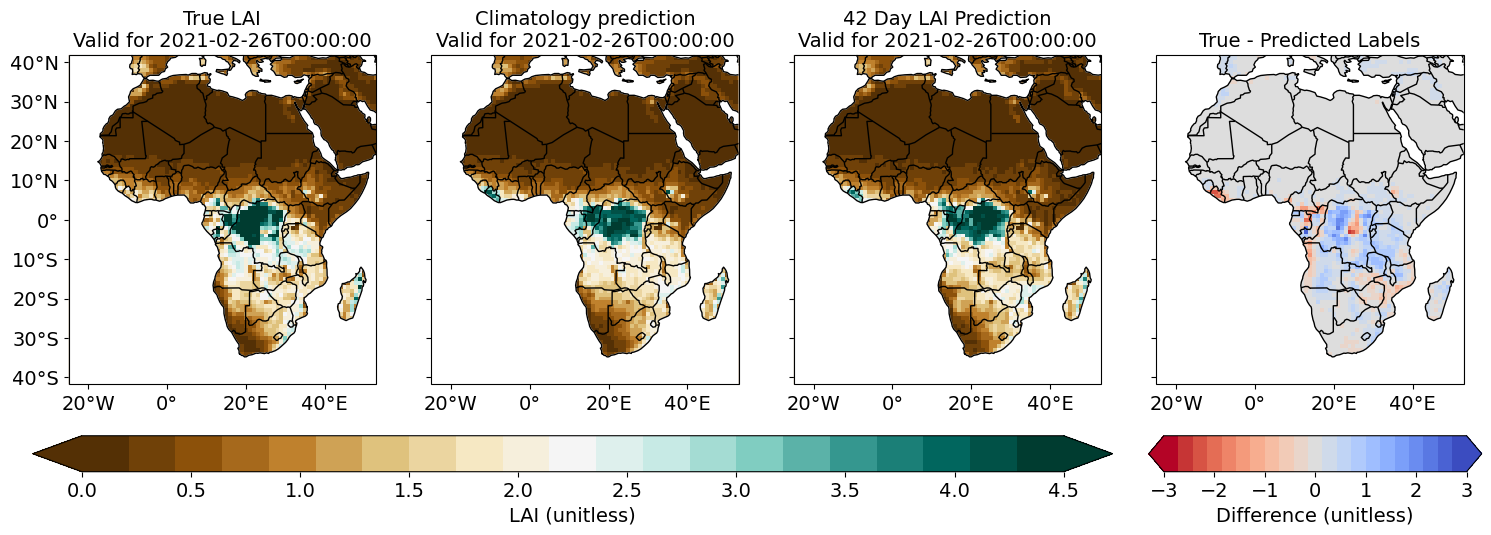 True LAI
Valid for 2021-02-26T00:00:00
Climatology prediction
Valid for 2021-02-26T00:00:00
42 Day LAI Prediction
Valid for 2021-02-26T00:00:00
True - Predicted Labels
40°N
30°N
20°N
10°N
0°
10°S
20°S
30°S
40°S
20°W 0° 20°E 40°E
20°W 0° 20°E 40°E
20°W 0° 20°E 40°E
20°W 0° 20°E 40°E
0.0 0.5 1.0 1.5 2.0 2.5 3.0 3.5 4.0 4.5
LAI (unitless)
−3 −2 −1 0 1 2 3
Difference (unitless)